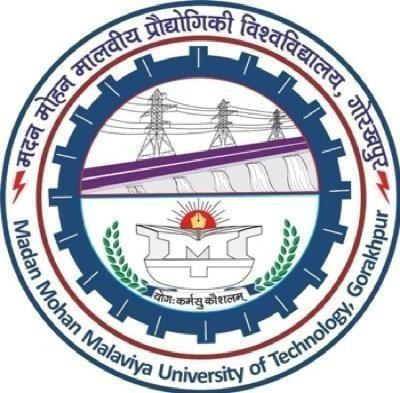 मदन मोहन मालवीय प्रौद्योगिकी विश्वविद्यालय, गोरखपुर
योग: कर्मसु कौशलम्
Madan Mohan Malaviya University of Technology, Gorakhpur